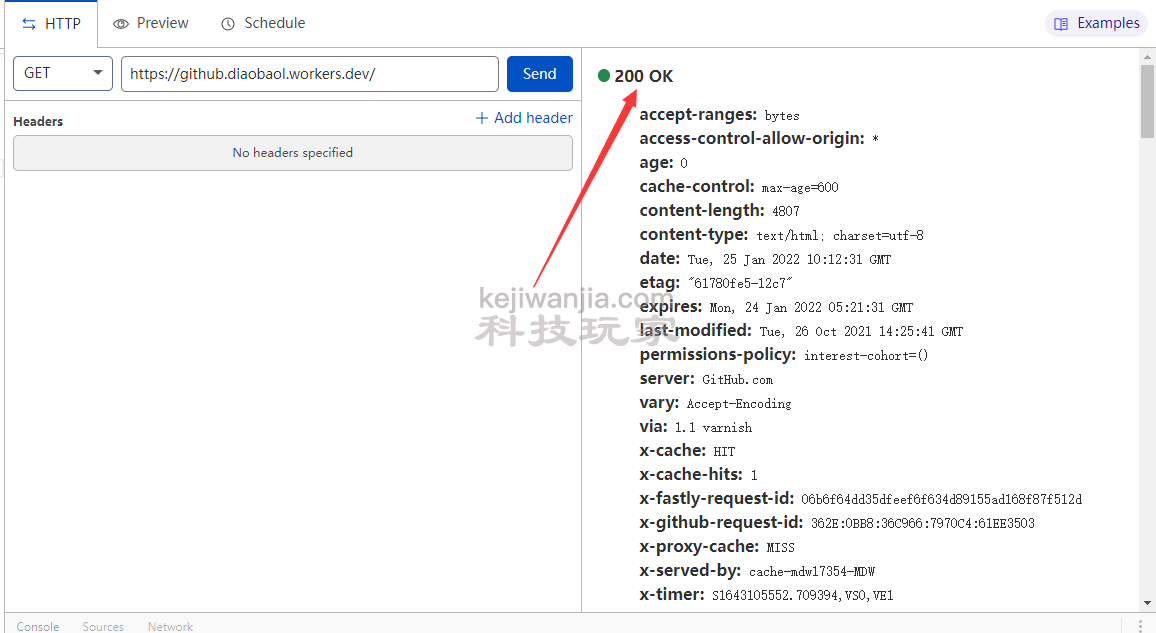 HTTP Preview Schedule Examples
GET https://github.diaobaol.workers.dev/ Send
Headers + Add header
No headers specified
200 OK
accept-ranges: bytes
access-control-allow-origin: *
age: 0
cache-control: max-age=600
content-length: 4807
content-type: text/html; charset=utf-8
date: Tue, 25 Jan 2022 10:12:31 GMT
etag: "61780fe5-12c7"
expires: Mon, 24 Jan 2022 05:21:31 GMT
last-modified: Tue, 26 Oct 2021 14:25:41 GMT
permissions-policy: interest-cohort=()
server: GitHub.com
vary: Accept-Encoding
via: 1.1 varnish
x-cache: HIT
x-cache-hits: 1
x-fastly-request-id: 06b6f64dd35dfeef6f634d89155ad168f87f512d
x-github-request-id: 362E:0BB8:36C966:7970C4:61EE3503
x-proxy-cache: MISS
x-served-by: cache-mdw17354-MDW
x-timer: S1643105552.709394,VS0,VE1
kejiwanjia.com
科技玩家
Console Sources Network